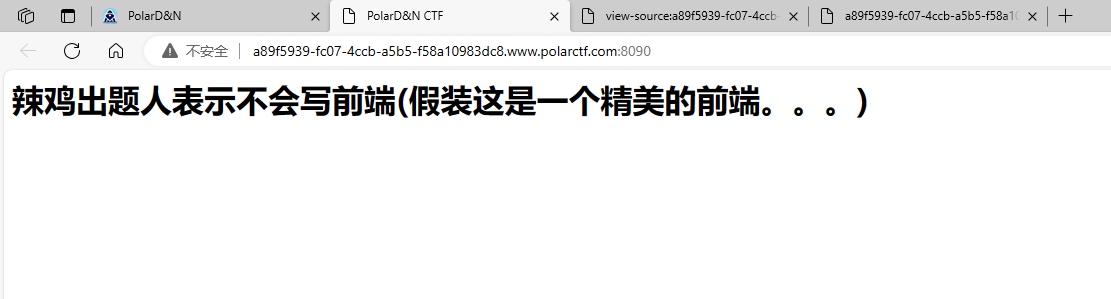 PolarD&N
PolarD&N CTF
view-source:a89f5939-fc07-4ccb-
a89f5939-fc07-4ccb-a5b5-f58a10
不安全
a89f5939-fc07-4ccb-a5b5-f58a10983dc8.www.polarctf.com:8090
辣鸡出题人表示不会写前端(假装这是一个精美的前端。。。)